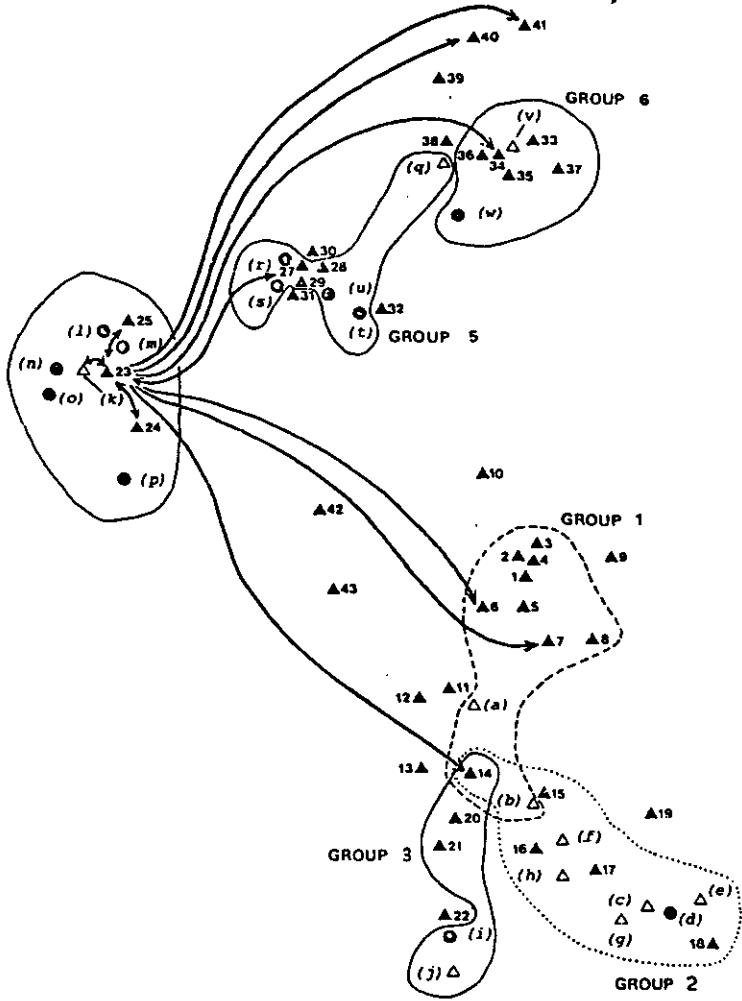 41
40
39
GROUP 6
(v)
38
33
36
34
(q)
35
37
(w)
30
(r)
27
28
29
(s)
31
(u)
32
(t)
GROUP 5
(l)
25
(m)
(n)
23
(o)
(k)
24
(p)
10
42
GROUP 1
3
2
4
9
1
43
6
5
7
8
11
12
(a)
13
14
15
(b)
19
20
(f)
16
21
GROUP 3
17
(h)
(e)
(c)
(d)
22
(g)
(i)
18
(j)
GROUP 2